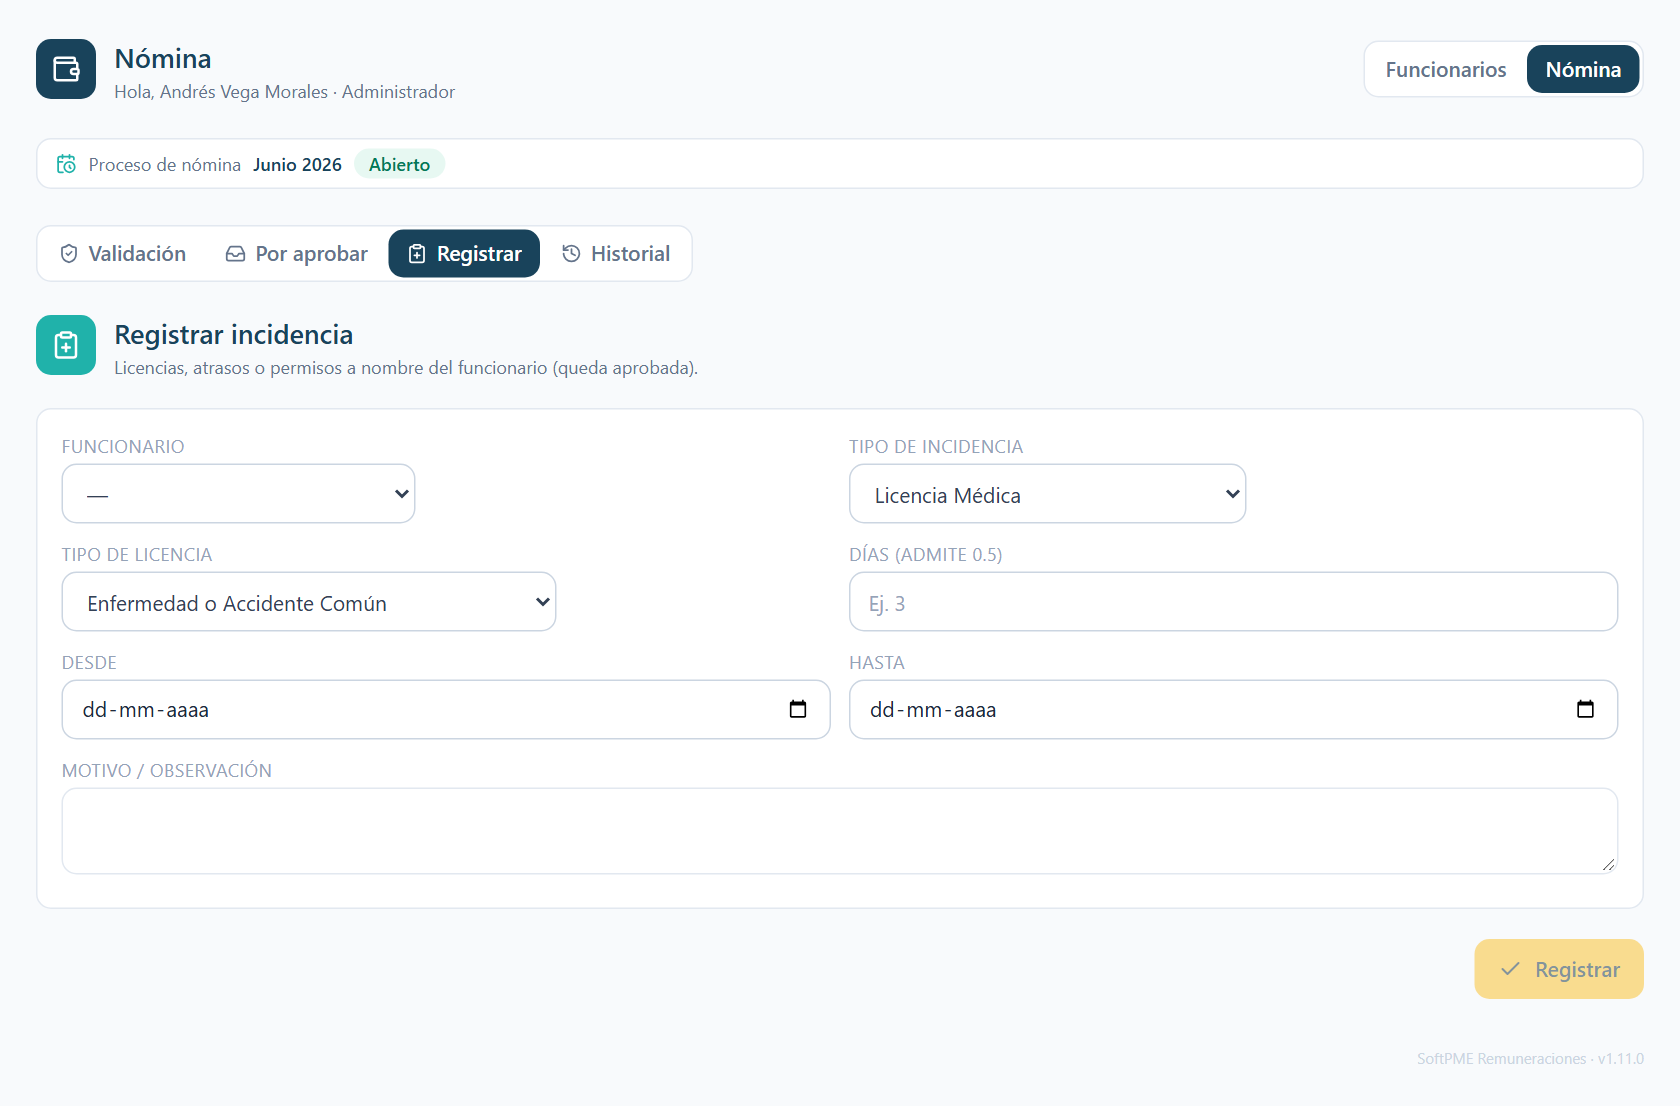 Nómina
Hola, Andrés Vega Morales · Administrador
Funcionarios
Nómina
Proceso de nómina Junio 2026 Abierto
Validación
Por aprobar
Registrar
Historial
Registrar incidencia
Licencias, atrasos o permisos a nombre del funcionario (queda aprobada).
FUNCIONARIO
—
TIPO DE INCIDENCIA
Licencia Médica
TIPO DE LICENCIA
Enfermedad o Accidente Común
DÍAS (ADMITE 0.5)
Ej. 3
DESDE
dd-mm-aaaa
HASTA
dd-mm-aaaa
MOTIVO / OBSERVACIÓN
Registrar
SoftPME Remuneraciones · v1.11.0